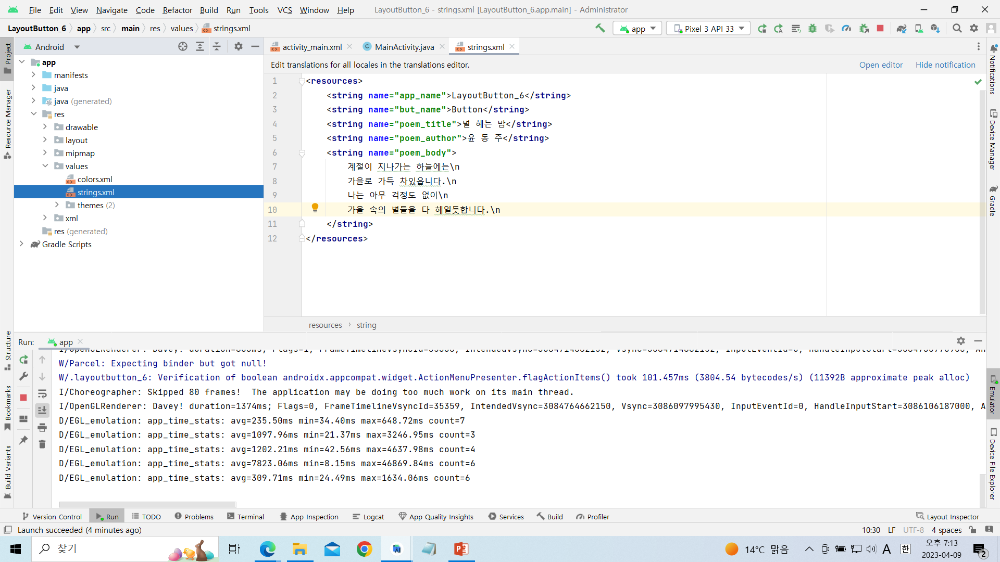 File Edit View Navigate Code Refactor Build Run Tools VCS Window Help LayoutButton_6 - strings.xml [LayoutButton_6.app.main] - Administrator
LayoutButton_6 app src main res values strings.xml
app Pixel 3 API 33
Project
Resource Manager
Structure
Bookmarks
Build Variants
Android
app
manifests
java
java (generated)
res
drawable
layout
mipmap
values
colors.xml
strings.xml
themes (2)
xml
res (generated)
Gradle Scripts
activity_main.xml MainActivity.java strings.xml
Edit translations for all locales in the translations editor. Open editor Hide notification
1 <resources>
2 <string name="app_name">LayoutButton_6</string>
3 <string name="but_name">Button</string>
4 <string name="poem_title">별 헤는 밤</string>
5 <string name="poem_author">윤 동 주</string>
6 <string name="poem_body">
7 계절이 지나가는 하늘에는\n
8 가을로 가득 차있읍니다.\n
9 나는 아무 걱정도 없이\n
10 가을 속의 별들을 다 헤일듯합니다.\n
11 </string>
12 </resources>
resources string
Notifications
Device Manager
Gradle
Emulator
Device File Explorer
Run: app
I/OpenGLRenderer: Davey! duration=803ms; Flags=1, FrameTimelineVsyncId=35350, IntendedVsync=3084714662152, Vsync=3084714662152, InputEventId=0, HandleInputStart=3084730776900, An
W/Parcel: Expecting binder but got null!
W/.layoutbutton_6: Verification of boolean androidx.appcompat.widget.ActionMenuPresenter.flagActionItems() took 101.457ms (3804.54 bytecodes/s) (11392B approximate peak alloc)
I/Choreographer: Skipped 80 frames!  The application may be doing too much work on its main thread.
I/OpenGLRenderer: Davey! duration=1374ms; Flags=0, FrameTimelineVsyncId=35359, IntendedVsync=3084764662150, Vsync=3086097995430, InputEventId=0, HandleInputStart=3086106187000, A
D/EGL_emulation: app_time_stats: avg=235.50ms min=34.40ms max=648.72ms count=7
D/EGL_emulation: app_time_stats: avg=1097.96ms min=21.37ms max=3246.95ms count=3
D/EGL_emulation: app_time_stats: avg=1202.21ms min=42.56ms max=4637.98ms count=4
D/EGL_emulation: app_time_stats: avg=7823.06ms min=8.15ms max=46869.84ms count=6
D/EGL_emulation: app_time_stats: avg=309.71ms min=24.49ms max=1634.06ms count=6
Version Control Run TODO Problems Terminal App Inspection Logcat App Quality Insights Services Build Profiler Layout Inspector
Launch succeeded (4 minutes ago) 10:30 LF UTF-8 4 spaces
찾기 14°C 맑음 A 한 오후 7:13
2023-04-09 2